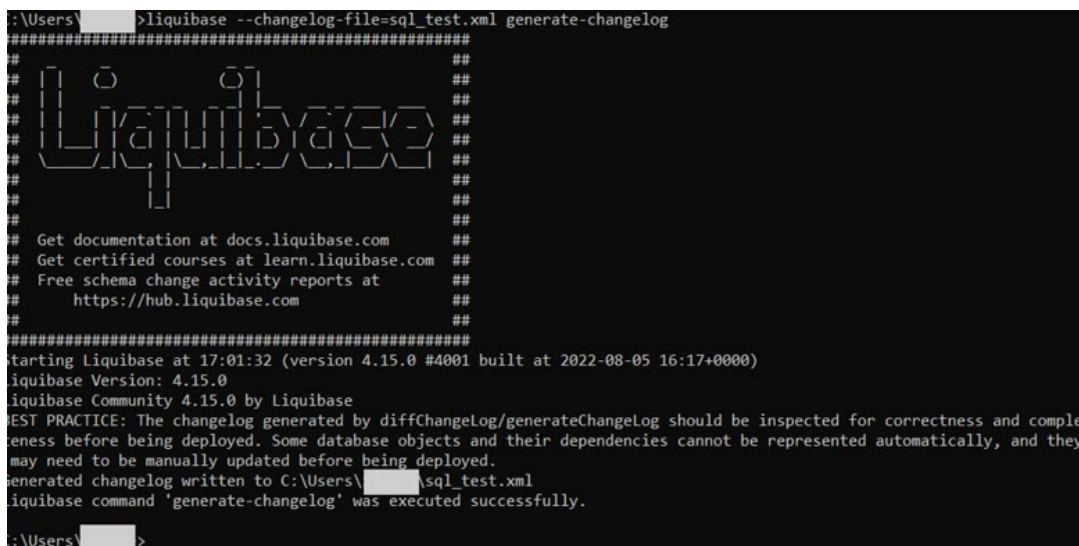 :\Users\ >liquibase --changelog-file=sql_test.xml generate-changelog
####################################################
Liquibase
## Get documentation at docs.liquibase.com ##
## Get certified courses at learn.liquibase.com ##
## Free schema change activity reports at ##
## https://hub.liquibase.com ##
####################################################
Starting Liquibase at 17:01:32 (version 4.15.0 #4001 built at 2022-08-05 16:17+0000)
iquibase Version: 4.15.0
iquibase Community 4.15.0 by Liquibase
BEST PRACTICE: The changelog generated by diffChangeLog/generateChangeLog should be inspected for correctness and comple
teness before being deployed. Some database objects and their dependencies cannot be represented automatically, and they
may need to be manually updated before being deployed.
Generated changelog written to C:\Users\ \sql_test.xml
iquibase command 'generate-changelog' was executed successfully.
C:\Users\ >